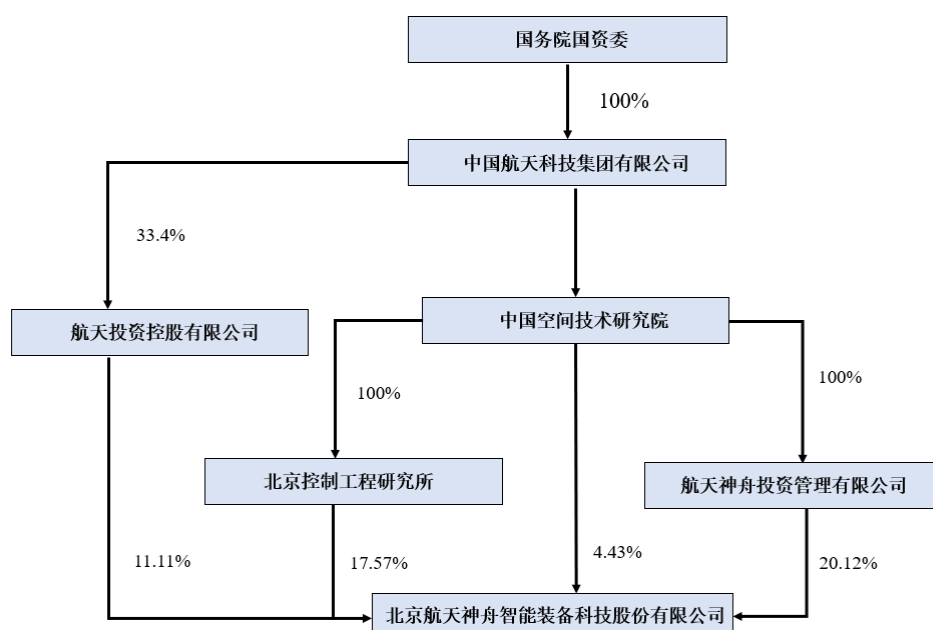 国务院国资委
100%
中国航天科技集团有限公司
33.4%
中国空间技术研究院
航天投资控股有限公司
100%
100%
北京控制工程研究所
航天神舟投资管理有限公司
11.11%
17.57%
4.43%
20.12%
北京航天神舟智能装备科技股份有限公司